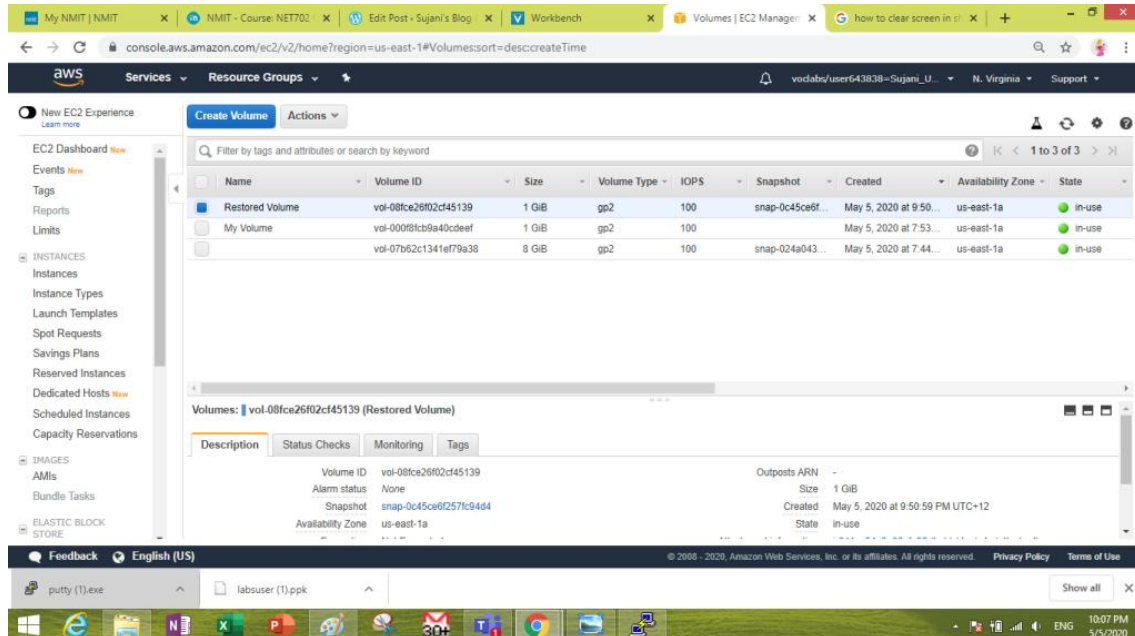 My NMIT | NMIT
NMIT - Course: NET702
Edit Post ‹ Sujani's Blog
Workbench
Volumes | EC2 Manager
how to clear screen in s
console.aws.amazon.com/ec2/v2/home?region=us-east-1#Volumes:sort=desc:createTime
aws Services Resource Groups vodabs/user643838=Sujani_U... N. Virginia Support
New EC2 Experience
Learn more
Create Volume Actions
EC2 Dashboard New
Events New
Tags
Reports
Limits
INSTANCES
Instances
Instance Types
Launch Templates
Spot Requests
Savings Plans
Reserved Instances
Dedicated Hosts New
Scheduled Instances
Capacity Reservations
IMAGES
AMIs
Bundle Tasks
ELASTIC BLOCK
STORE
Filter by tags and attributes or search by keyword 1 to 3 of 3
Name Volume ID Size Volume Type IOPS Snapshot Created Availability Zone State
Restored Volume vol-08fce26f02cf45139 1 GiB gp2 100 snap-0c45ce6f... May 5, 2020 at 9:50... us-east-1a in-use
My Volume vol-000f8fcb9a40cdeef 1 GiB gp2 100 May 5, 2020 at 7:53... us-east-1a in-use
vol-07b62c1341ef79a38 8 GiB gp2 100 snap-024a043... May 5, 2020 at 7:44... us-east-1a in-use
Volumes: vol-08fce26f02cf45139 (Restored Volume)
Description Status Checks Monitoring Tags
Volume ID vol-08fce26f02cf45139 Outposts ARN -
Alarm status None Size 1 GiB
Snapshot snap-0c45ce6f257fc94d4 Created May 5, 2020 at 9:50:59 PM UTC+12
Availability Zone us-east-1a State in-use
Feedback English (US) © 2008 - 2020, Amazon Web Services, Inc. or its affiliates. All rights reserved. Privacy Policy Terms of Use
putty (1).exe labsuser (1).ppk Show all
30+ ENG 10:07 PM
5/5/2020